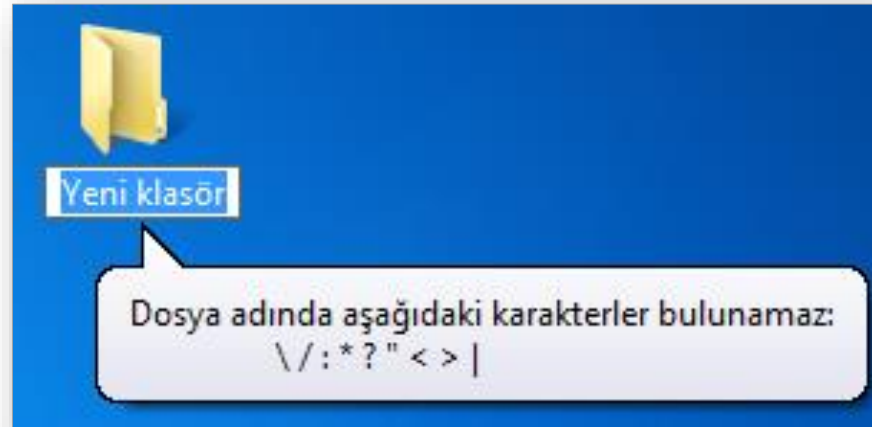 Yeni klasör
Dosya adında aşağıdaki karakterler bulunamaz:
\ / : * ? " < > |